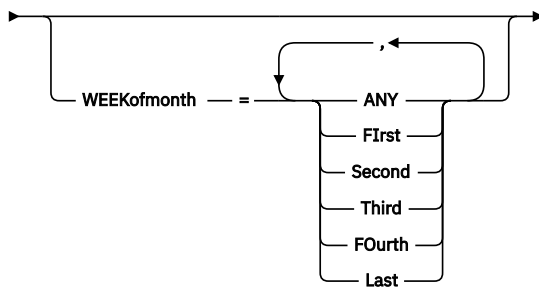 ,
WEEKofmonth = ANY
FIrst
Second
Third
FOurth
Last